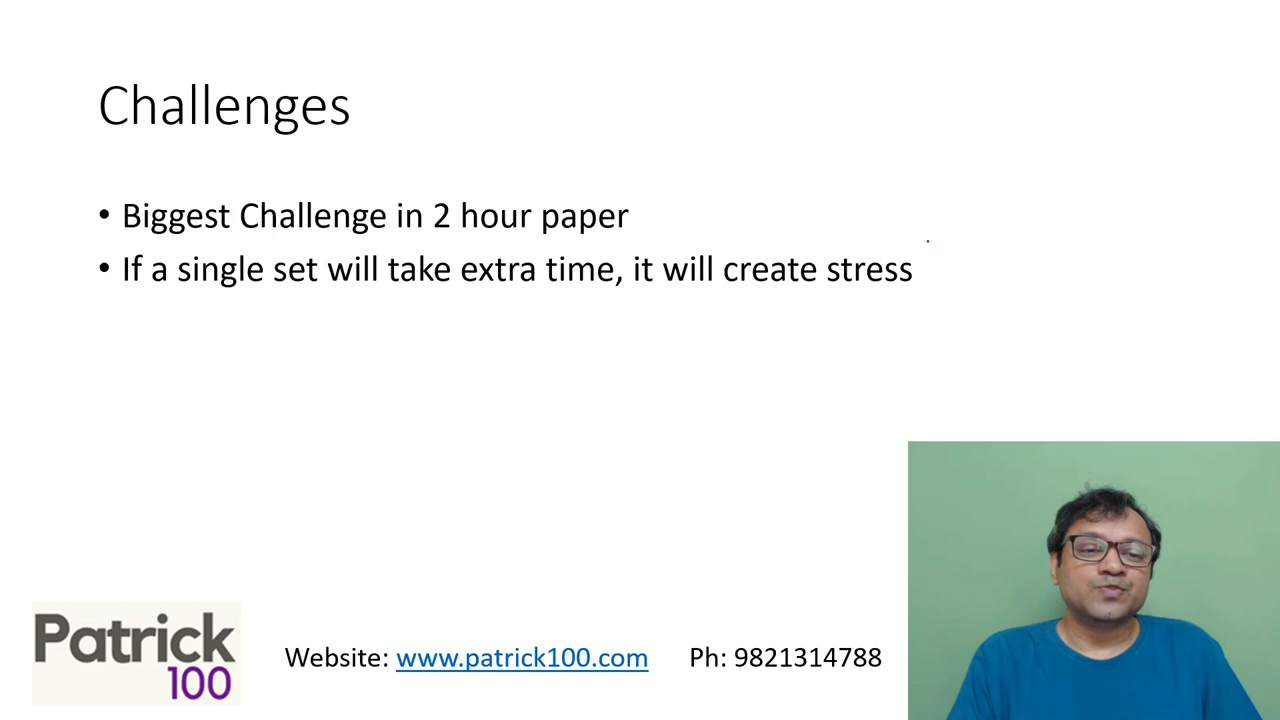 Challenges
• Biggest Challenge in 2 hour paper
• If a single set will take extra time, it will create stress
Patrick
100
Website: www.patrick100.com Ph: 9821314788